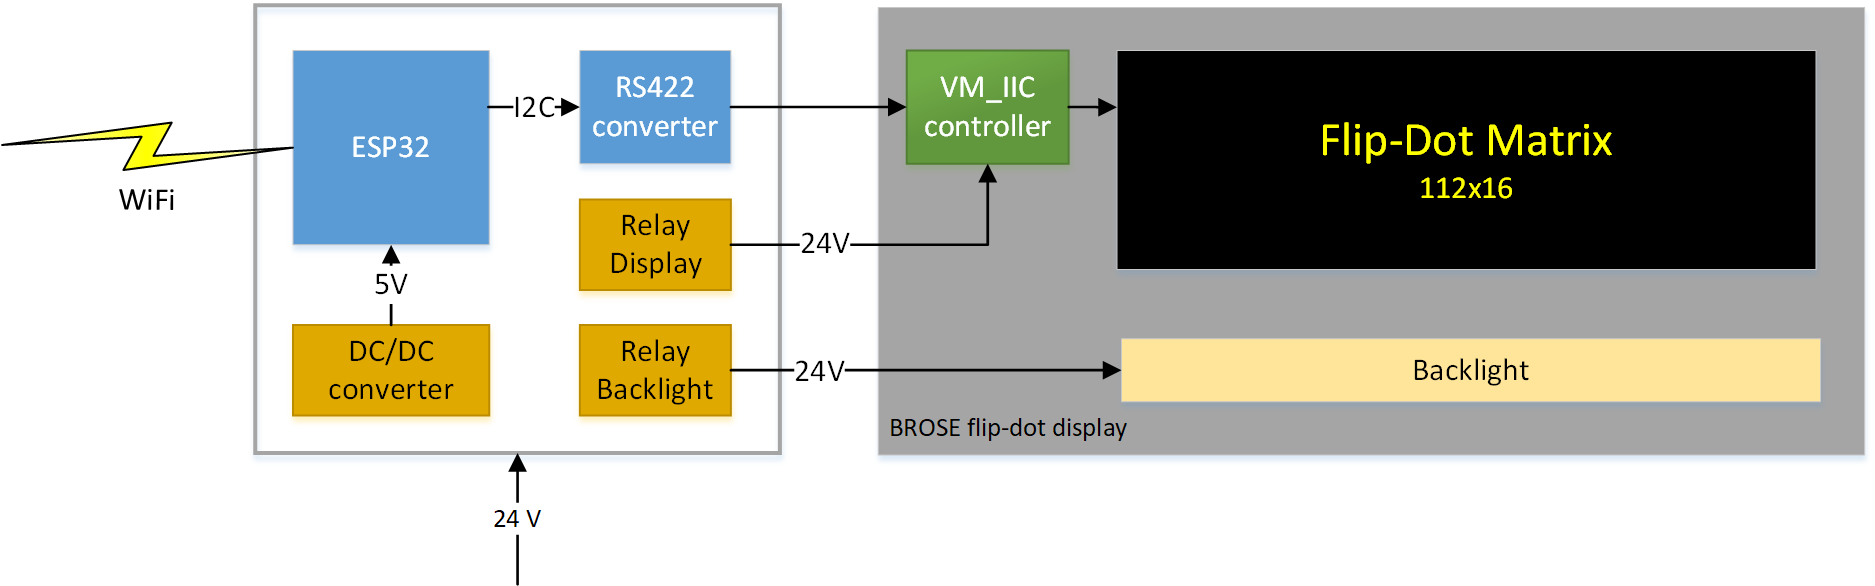 WiFi
ESP32
I2C
RS422
converter
5V
DC/DC
converter
Relay
Display
Relay
Backlight
24 V
24V
24V
VM_IIC
controller
Flip-Dot Matrix
112x16
Backlight
BROSE flip-dot display